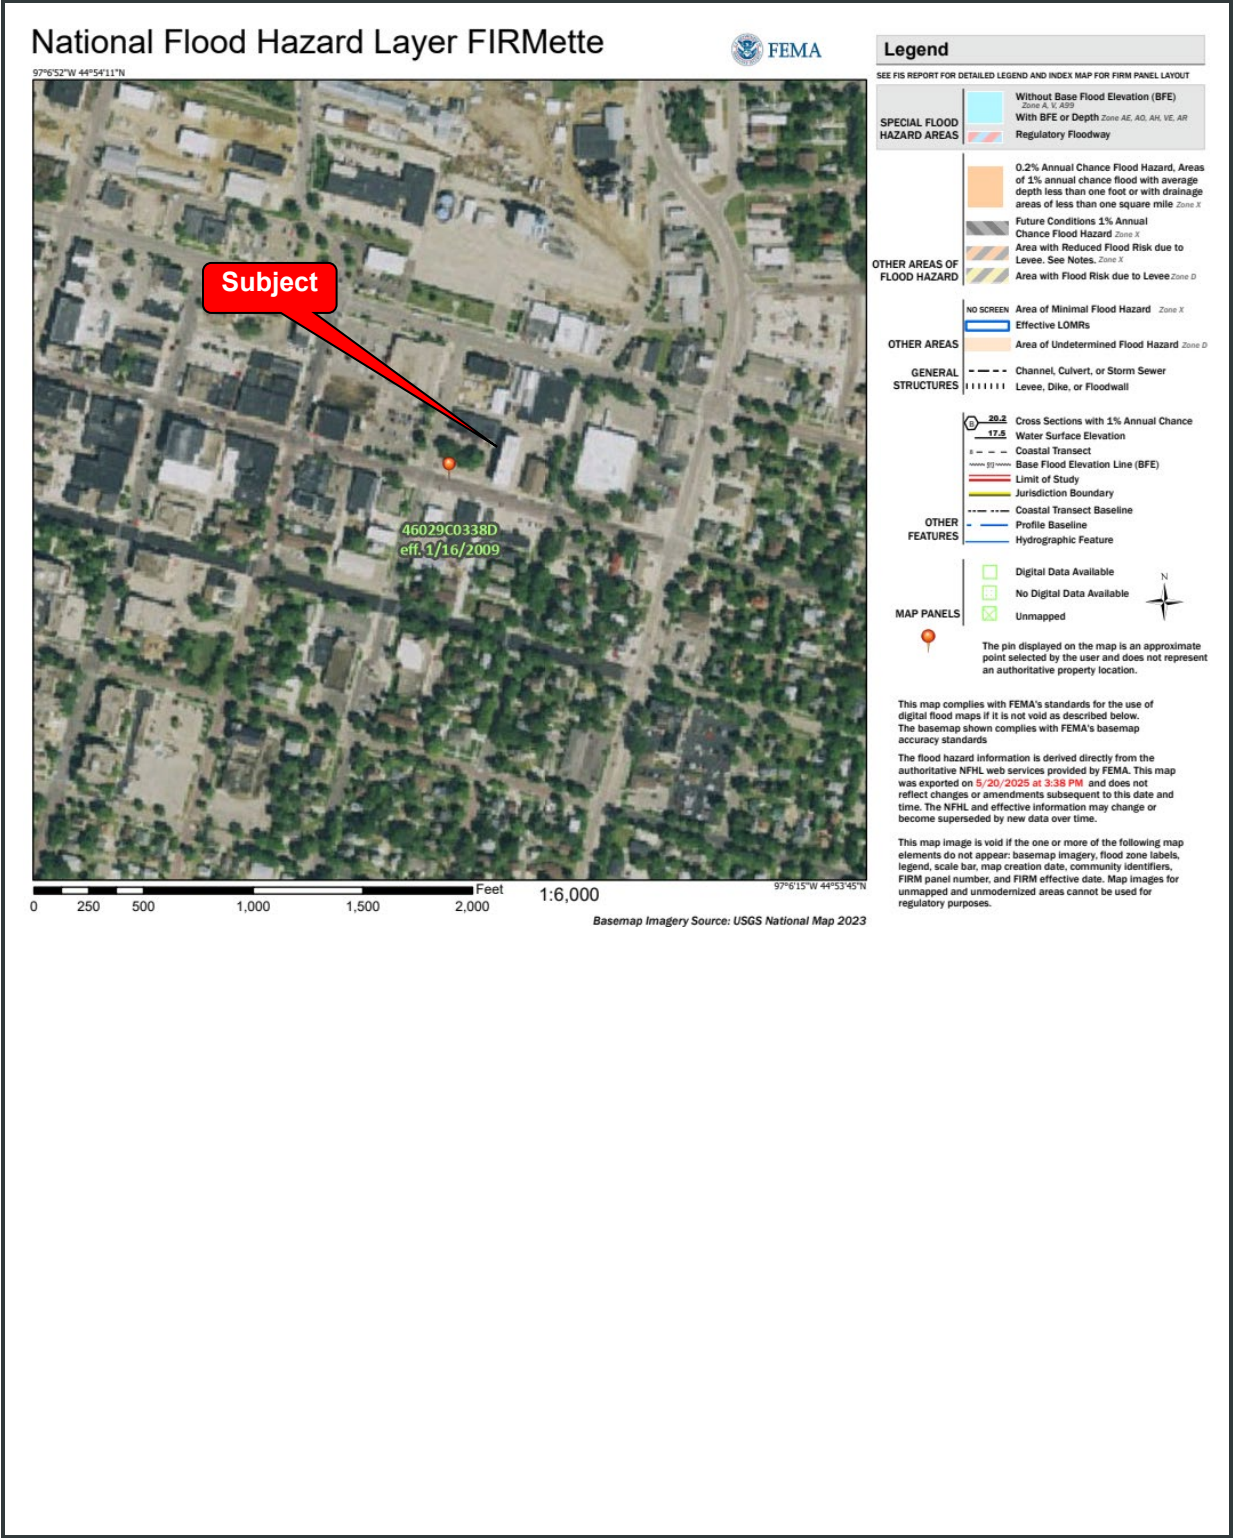 National Flood Hazard Layer FIRMette
FEMA
97°6'52"W 44°54'11"N
Subject
46029C0338D
eff. 1/16/2009
Feet
0 250 500 1,000 1,500 2,000
1:6,000
97°6'15"W 44°53'45"N
Basemap Imagery Source: USGS National Map 2023
Legend
SEE FIS REPORT FOR DETAILED LEGEND AND INDEX MAP FOR FIRM PANEL LAYOUT
SPECIAL FLOOD
HAZARD AREAS
Without Base Flood Elevation (BFE)
Zone A, V, A99
With BFE or Depth Zone AE, AO, AH, VE, AR
Regulatory Floodway
0.2% Annual Chance Flood Hazard, Areas
of 1% annual chance flood with average
depth less than one foot or with drainage
areas of less than one square mile Zone X
Future Conditions 1% Annual
Chance Flood Hazard Zone X
Area with Reduced Flood Risk due to
Levee. See Notes. Zone X
Area with Flood Risk due to Levee Zone D
OTHER AREAS OF
FLOOD HAZARD
NO SCREEN Area of Minimal Flood Hazard Zone X
Effective LOMRs
OTHER AREAS
Area of Undetermined Flood Hazard Zone D
GENERAL
STRUCTURES
Channel, Culvert, or Storm Sewer
Levee, Dike, or Floodwall
B 20.2 Cross Sections with 1% Annual Chance
17.5 Water Surface Elevation
Coastal Transect
Base Flood Elevation Line (BFE)
Limit of Study
Jurisdiction Boundary
Coastal Transect Baseline
OTHER
FEATURES
Profile Baseline
Hydrographic Feature
Digital Data Available
No Digital Data Available
Unmapped
MAP PANELS
N
The pin displayed on the map is an approximate
point selected by the user and does not represent
an authoritative property location.
This map complies with FEMA's standards for the use of
digital flood maps if it is not void as described below.
The basemap shown complies with FEMA's basemap
accuracy standards
The flood hazard information is derived directly from the
authoritative NFHL web services provided by FEMA. This map
was exported on 5/20/2025 at 3:38 PM and does not
reflect changes or amendments subsequent to this date and
time. The NFHL and effective information may change or
become superseded by new data over time.
This map image is void if the one or more of the following map
elements do not appear: basemap imagery, flood zone labels,
legend, scale bar, map creation date, community identifiers,
FIRM panel number, and FIRM effective date. Map images for
unmapped and unmodernized areas cannot be used for
regulatory purposes.